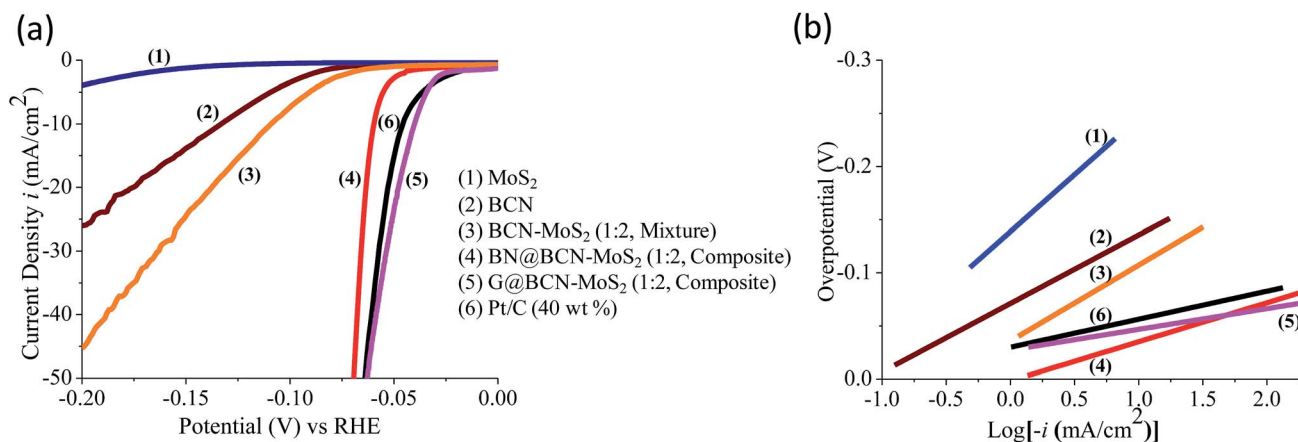 (a)
0
-10
-20
-30
-40
-50
Current Density i (mA/cm²)
-0.20
-0.15
-0.10
-0.05
0.00
Potential (V) vs RHE
(1)
(2)
(3)
(4)
(6)
(5)
(1) MoS₂
(2) BCN
(3) BCN-MoS₂ (1:2, Mixture)
(4) BN@BCN-MoS₂ (1:2, Composite)
(5) G@BCN-MoS₂ (1:2, Composite)
(6) Pt/C (40 wt %)
(b)
-0.3
-0.2
-0.1
0.0
Overpotential (V)
-1.0
-0.5
0.0
0.5
1.0
1.5
2.0
Log[-i (mA/cm²)]
(1)
(2)
(3)
(6)
(5)
(4)